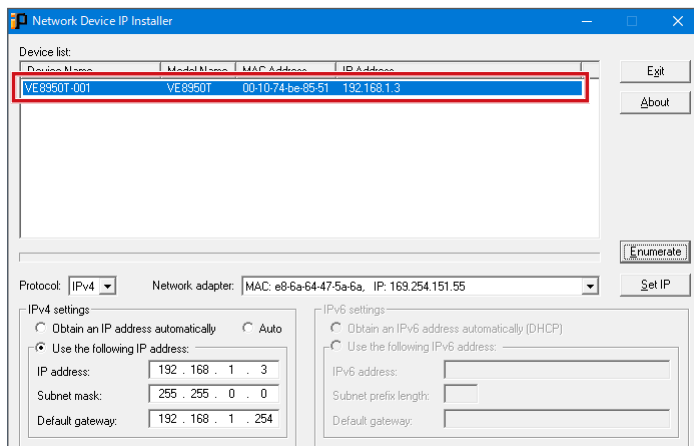 Network Device IP Installer
Device list:
Device Name Model Name MAC Address IP Address
VE8950T-001 VE8950T 00-10-74-be-85-51 192.168.1.3
Exit
About
Enumerate
Protocol: IPv4 Network adapter: MAC: e8-6a-64-47-5a-6a, IP: 169.254.151.55 Set IP
IPv4 settings
Obtain an IP address automatically Auto
Use the following IP address:
IP address: 192 . 168 . 1 . 3
Subnet mask: 255 . 255 . 0 . 0
Default gateway: 192 . 168 . 1 . 254
IPv6 settings
Obtain an IPv6 address automatically (DHCP)
Use the following IPv6 address:
IPv6 address:
Subnet prefix length:
Default gateway: